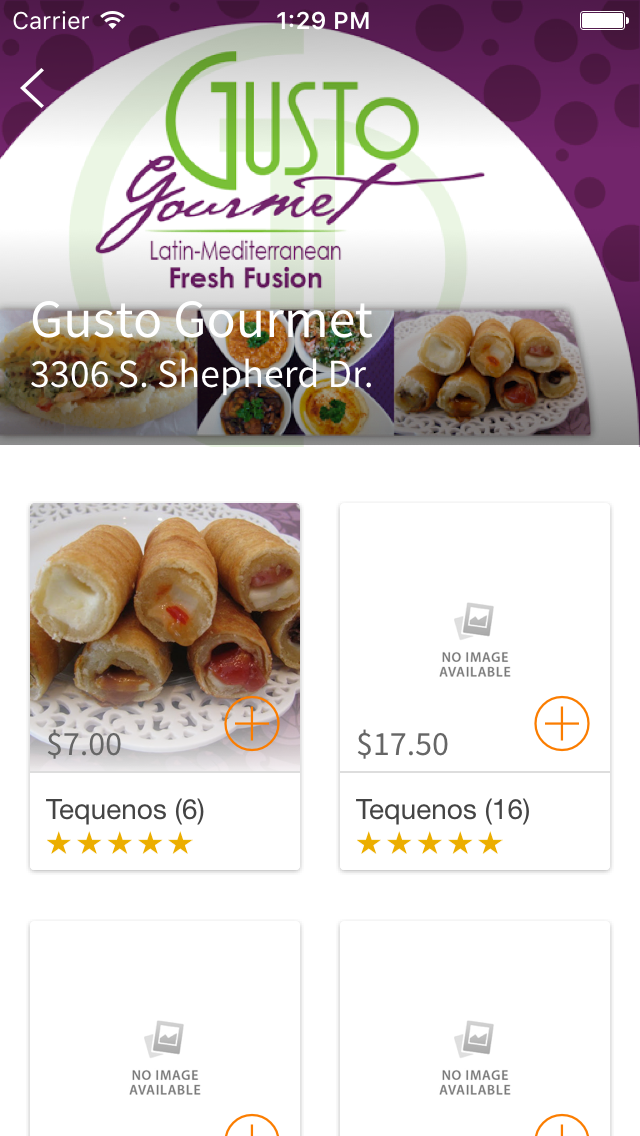 Carrier 1:29 PM
GUSTO
Gourmet
Latin-Mediterranean
Fresh Fusion
Gusto Gourmet
3306 S. Shepherd Dr.
$7.00
Tequenos (6)
NO IMAGE
AVAILABLE
$17.50
Tequenos (16)
NO IMAGE
AVAILABLE
NO IMAGE
AVAILABLE